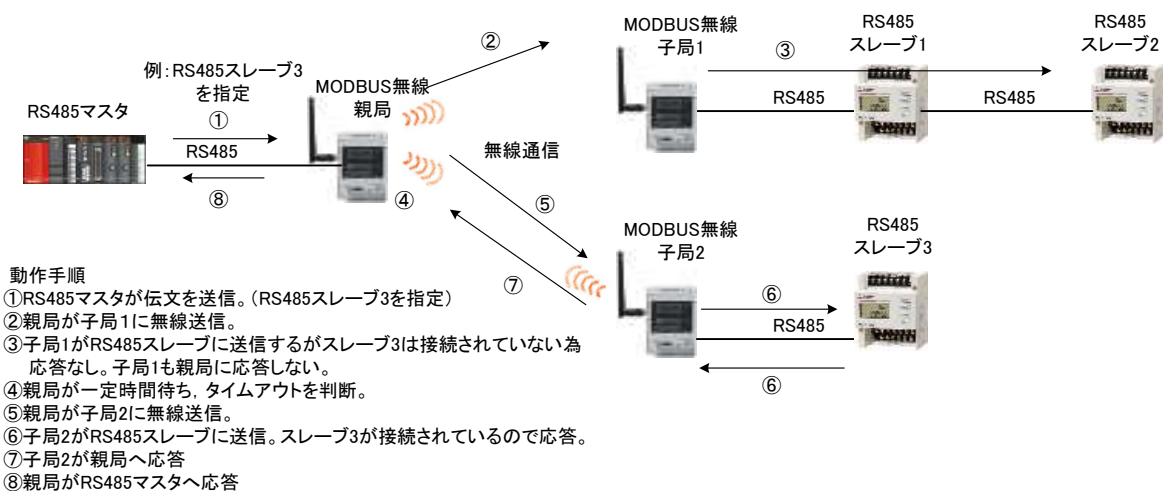 ②
MODBUS無線
子局1
RS485
スレーブ1
RS485
スレーブ2
③
例：RS485スレーブ3
を指定
MODBUS無線
親局
RS485マスタ
①
RS485
RS485
RS485
無線通信
⑧
④
⑤
MODBUS無線
子局2
RS485
スレーブ3
⑦
⑥
RS485
⑥
動作手順
①RS485マスタが伝文を送信。（RS485スレーブ3を指定）
②親局が子局１に無線送信。
③子局1がRS485スレーブに送信するがスレーブ3は接続されていない為
応答なし。子局1も親局に応答しない。
④親局が一定時間待ち，タイムアウトを判断。
⑤親局が子局2に無線送信。
⑥子局2がRS485スレーブに送信。スレーブ3が接続されているので応答。
⑦子局2が親局へ応答
⑧親局がRS485マスタへ応答